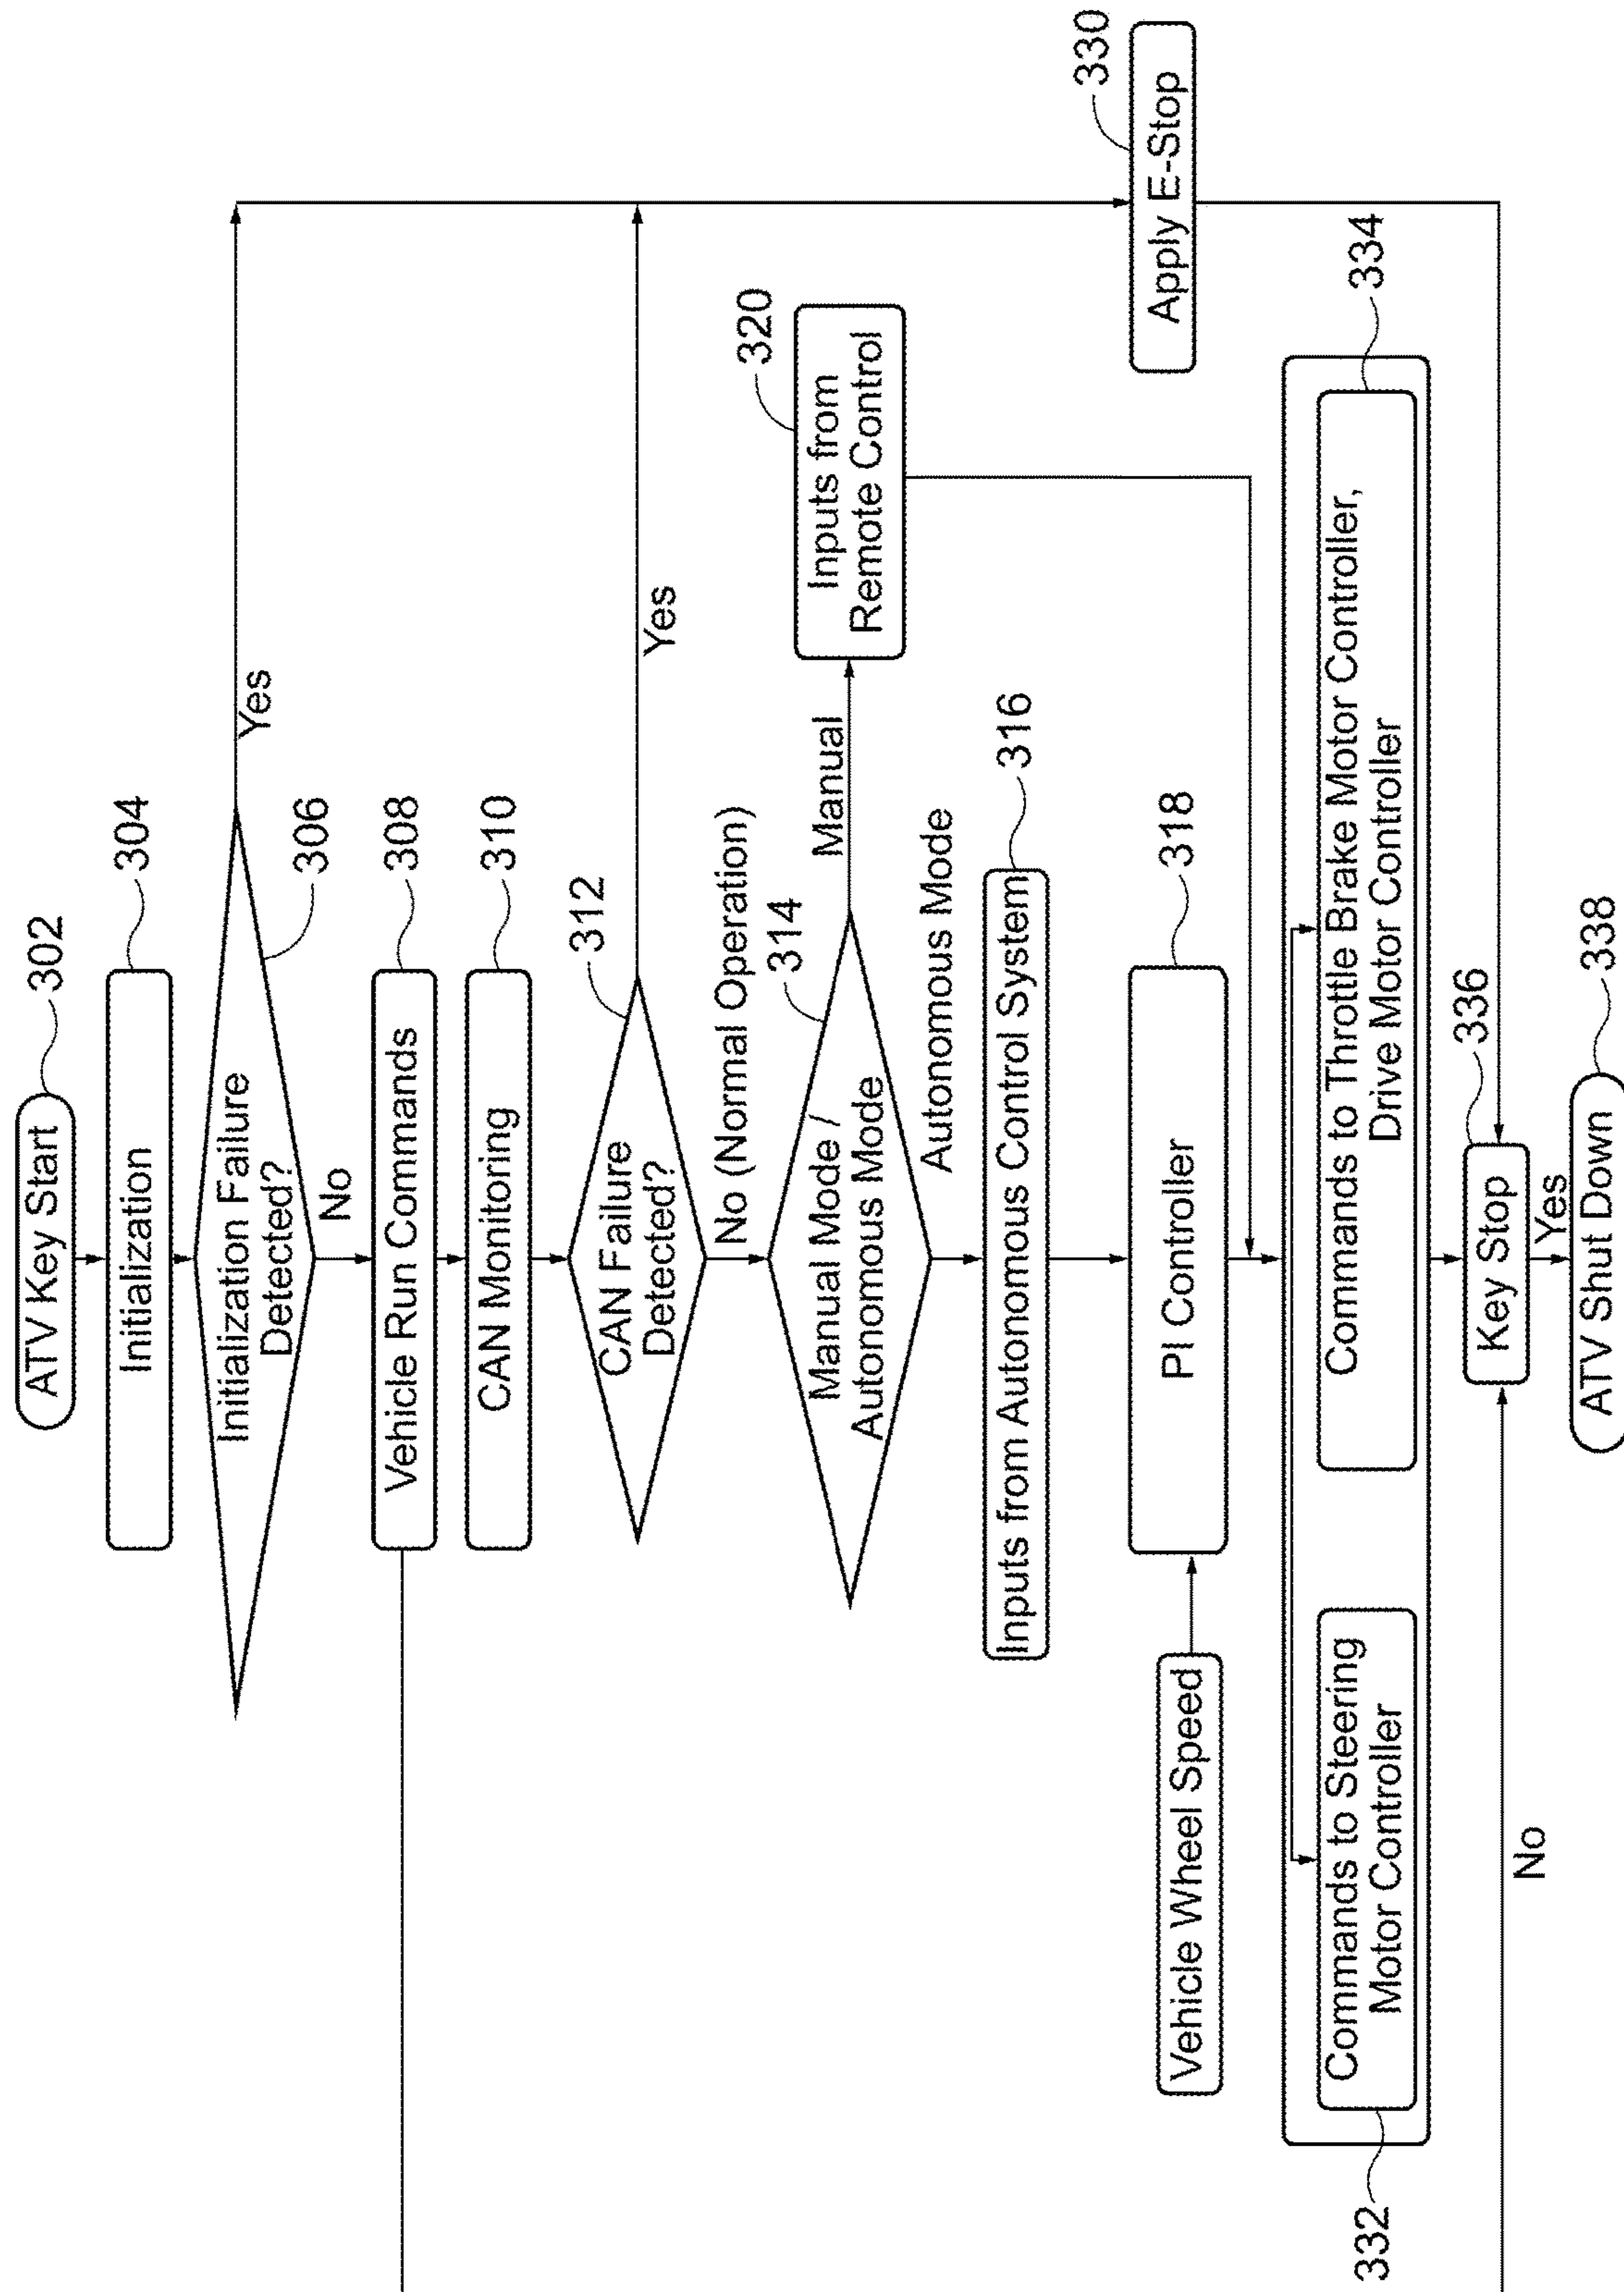 ATV Key Start
302
Initialization
304
Initialization Failure
Detected?
306
Yes
No
Vehicle Run Commands
308
CAN Monitoring
310
CAN Failure
Detected?
312
Yes
No (Normal Operation)
Manual Mode /
Autonomous Mode
314
Manual
Inputs from
Remote Control
320
Autonomous Mode
Inputs from Autonomous Control System
316
Vehicle Wheel Speed
PI Controller
318
Apply E-Stop
330
Commands to Steering
Motor Controller
332
Commands to Throttle Brake Motor Controller,
Drive Motor Controller
334
Key Stop
336
No
Yes
ATV Shut Down
338